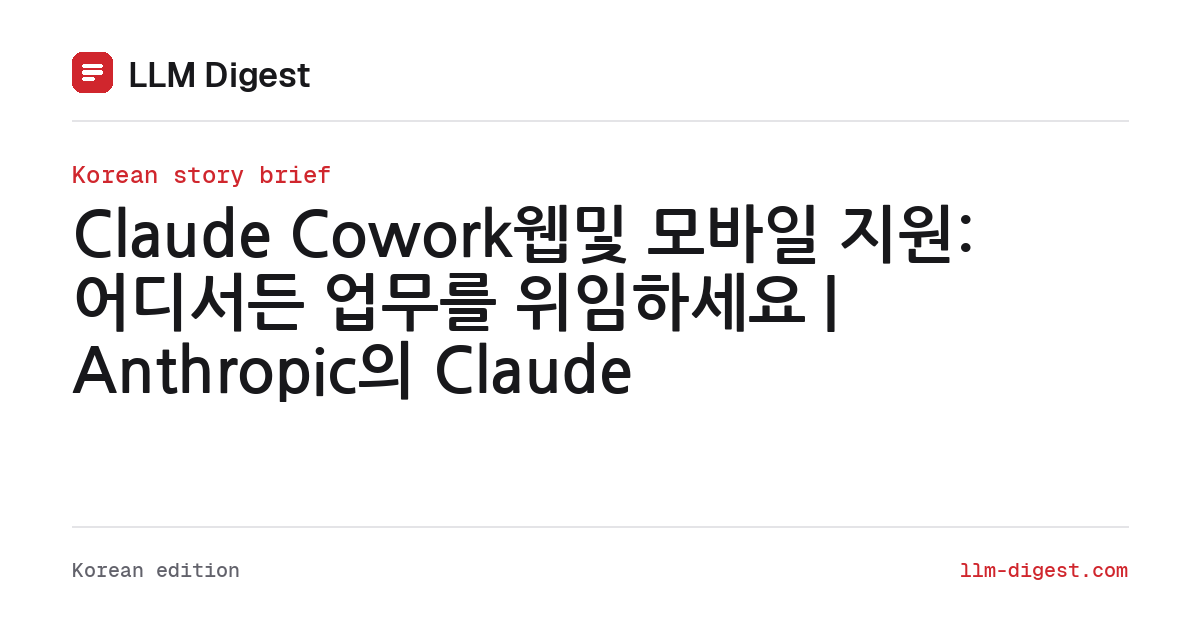 LLM Digest
Korean story brief
Claude Cowork웹및 모바일 지원:
어디서든 업무를 위임하세요 |
Anthropic의 Claude
Korean edition
llm-digest.com